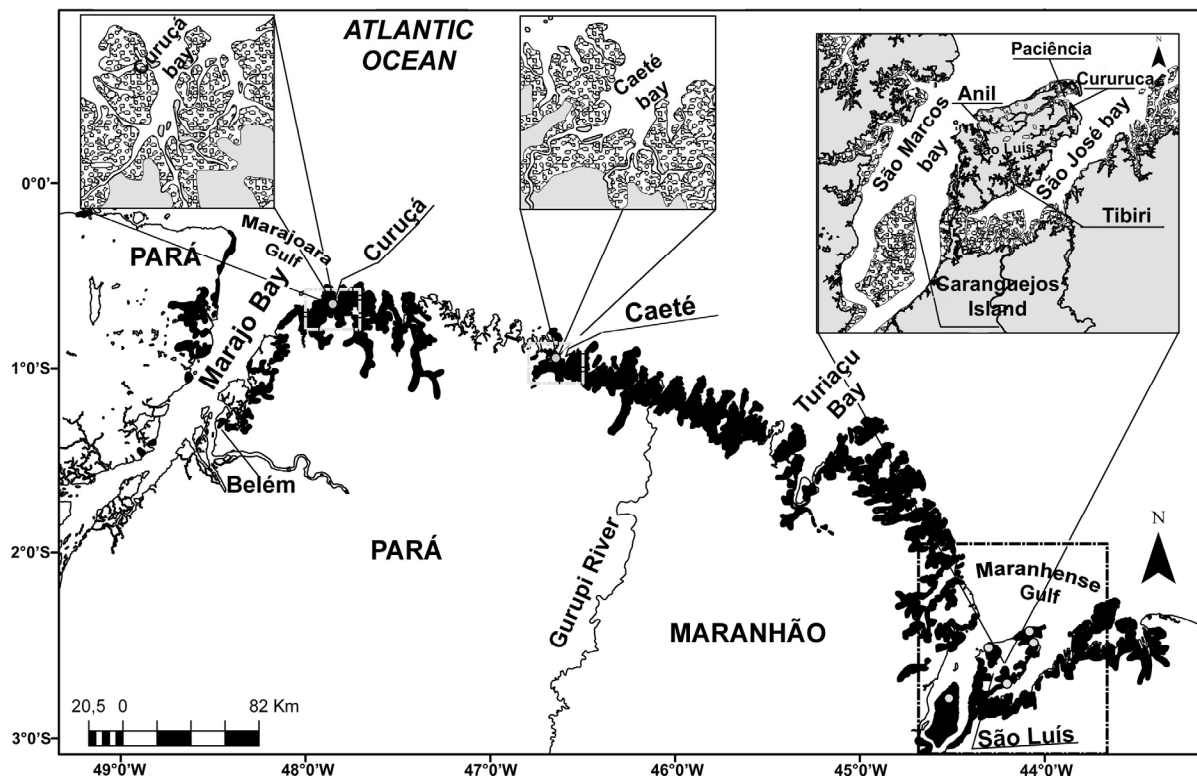 ATLANTIC
OCEAN
Curuçá
bay
Caeté
bay
N
Paciência
Anil
Cururuca
São Marcos
bay
São Luís
São José bay
Tibiri
Caranguejos
Island
0°0'
1°0'S
2°0'S
3°0'S
PARÁ
Marajoara
Gulf
Curuçá
Marajo Bay
Caeté
Turiaçu
Bay
Belém
PARÁ
Gurupi River
MARANHÃO
Maranhense
Gulf
N
São Luís
20,5 0 82 Km
49°0'W 48°0'W 47°0'W 46°0'W 45°0'W 44°0'W